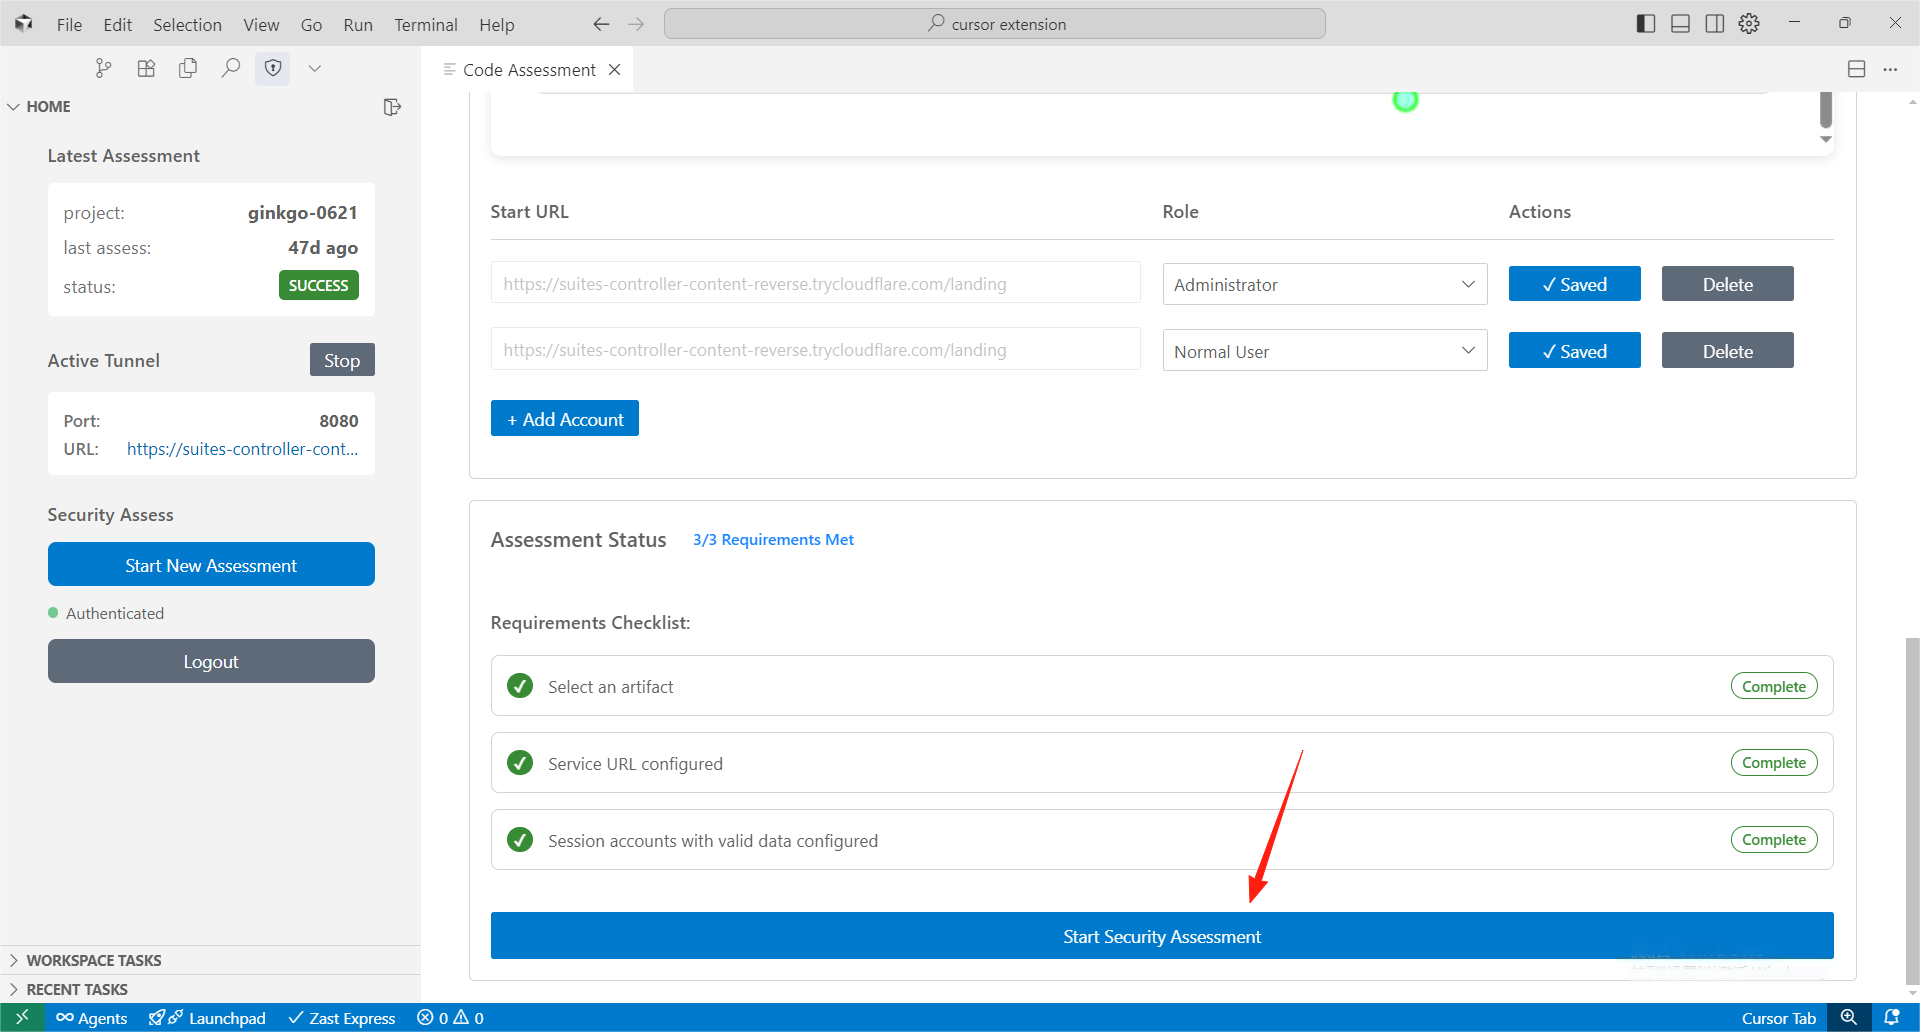 File Edit Selection View Go Run Terminal Help
cursor extension
Code Assessment
HOME
Latest Assessment
project: ginkgo-0621
last assess: 47d ago
status: SUCCESS
Active Tunnel Stop
Port: 8080
URL: https://suites-controller-cont...
Security Assess
Start New Assessment
Authenticated
Logout
WORKSPACE TASKS
RECENT TASKS
Start URL Role Actions
https://suites-controller-content-reverse.trycloudflare.com/landing Administrator ✓ Saved Delete
https://suites-controller-content-reverse.trycloudflare.com/landing Normal User ✓ Saved Delete
+ Add Account
Assessment Status 3/3 Requirements Met
Requirements Checklist:
Select an artifact Complete
Service URL configured Complete
Session accounts with valid data configured Complete
Start Security Assessment
Agents Launchpad Zast Express 0 0 Cursor Tab